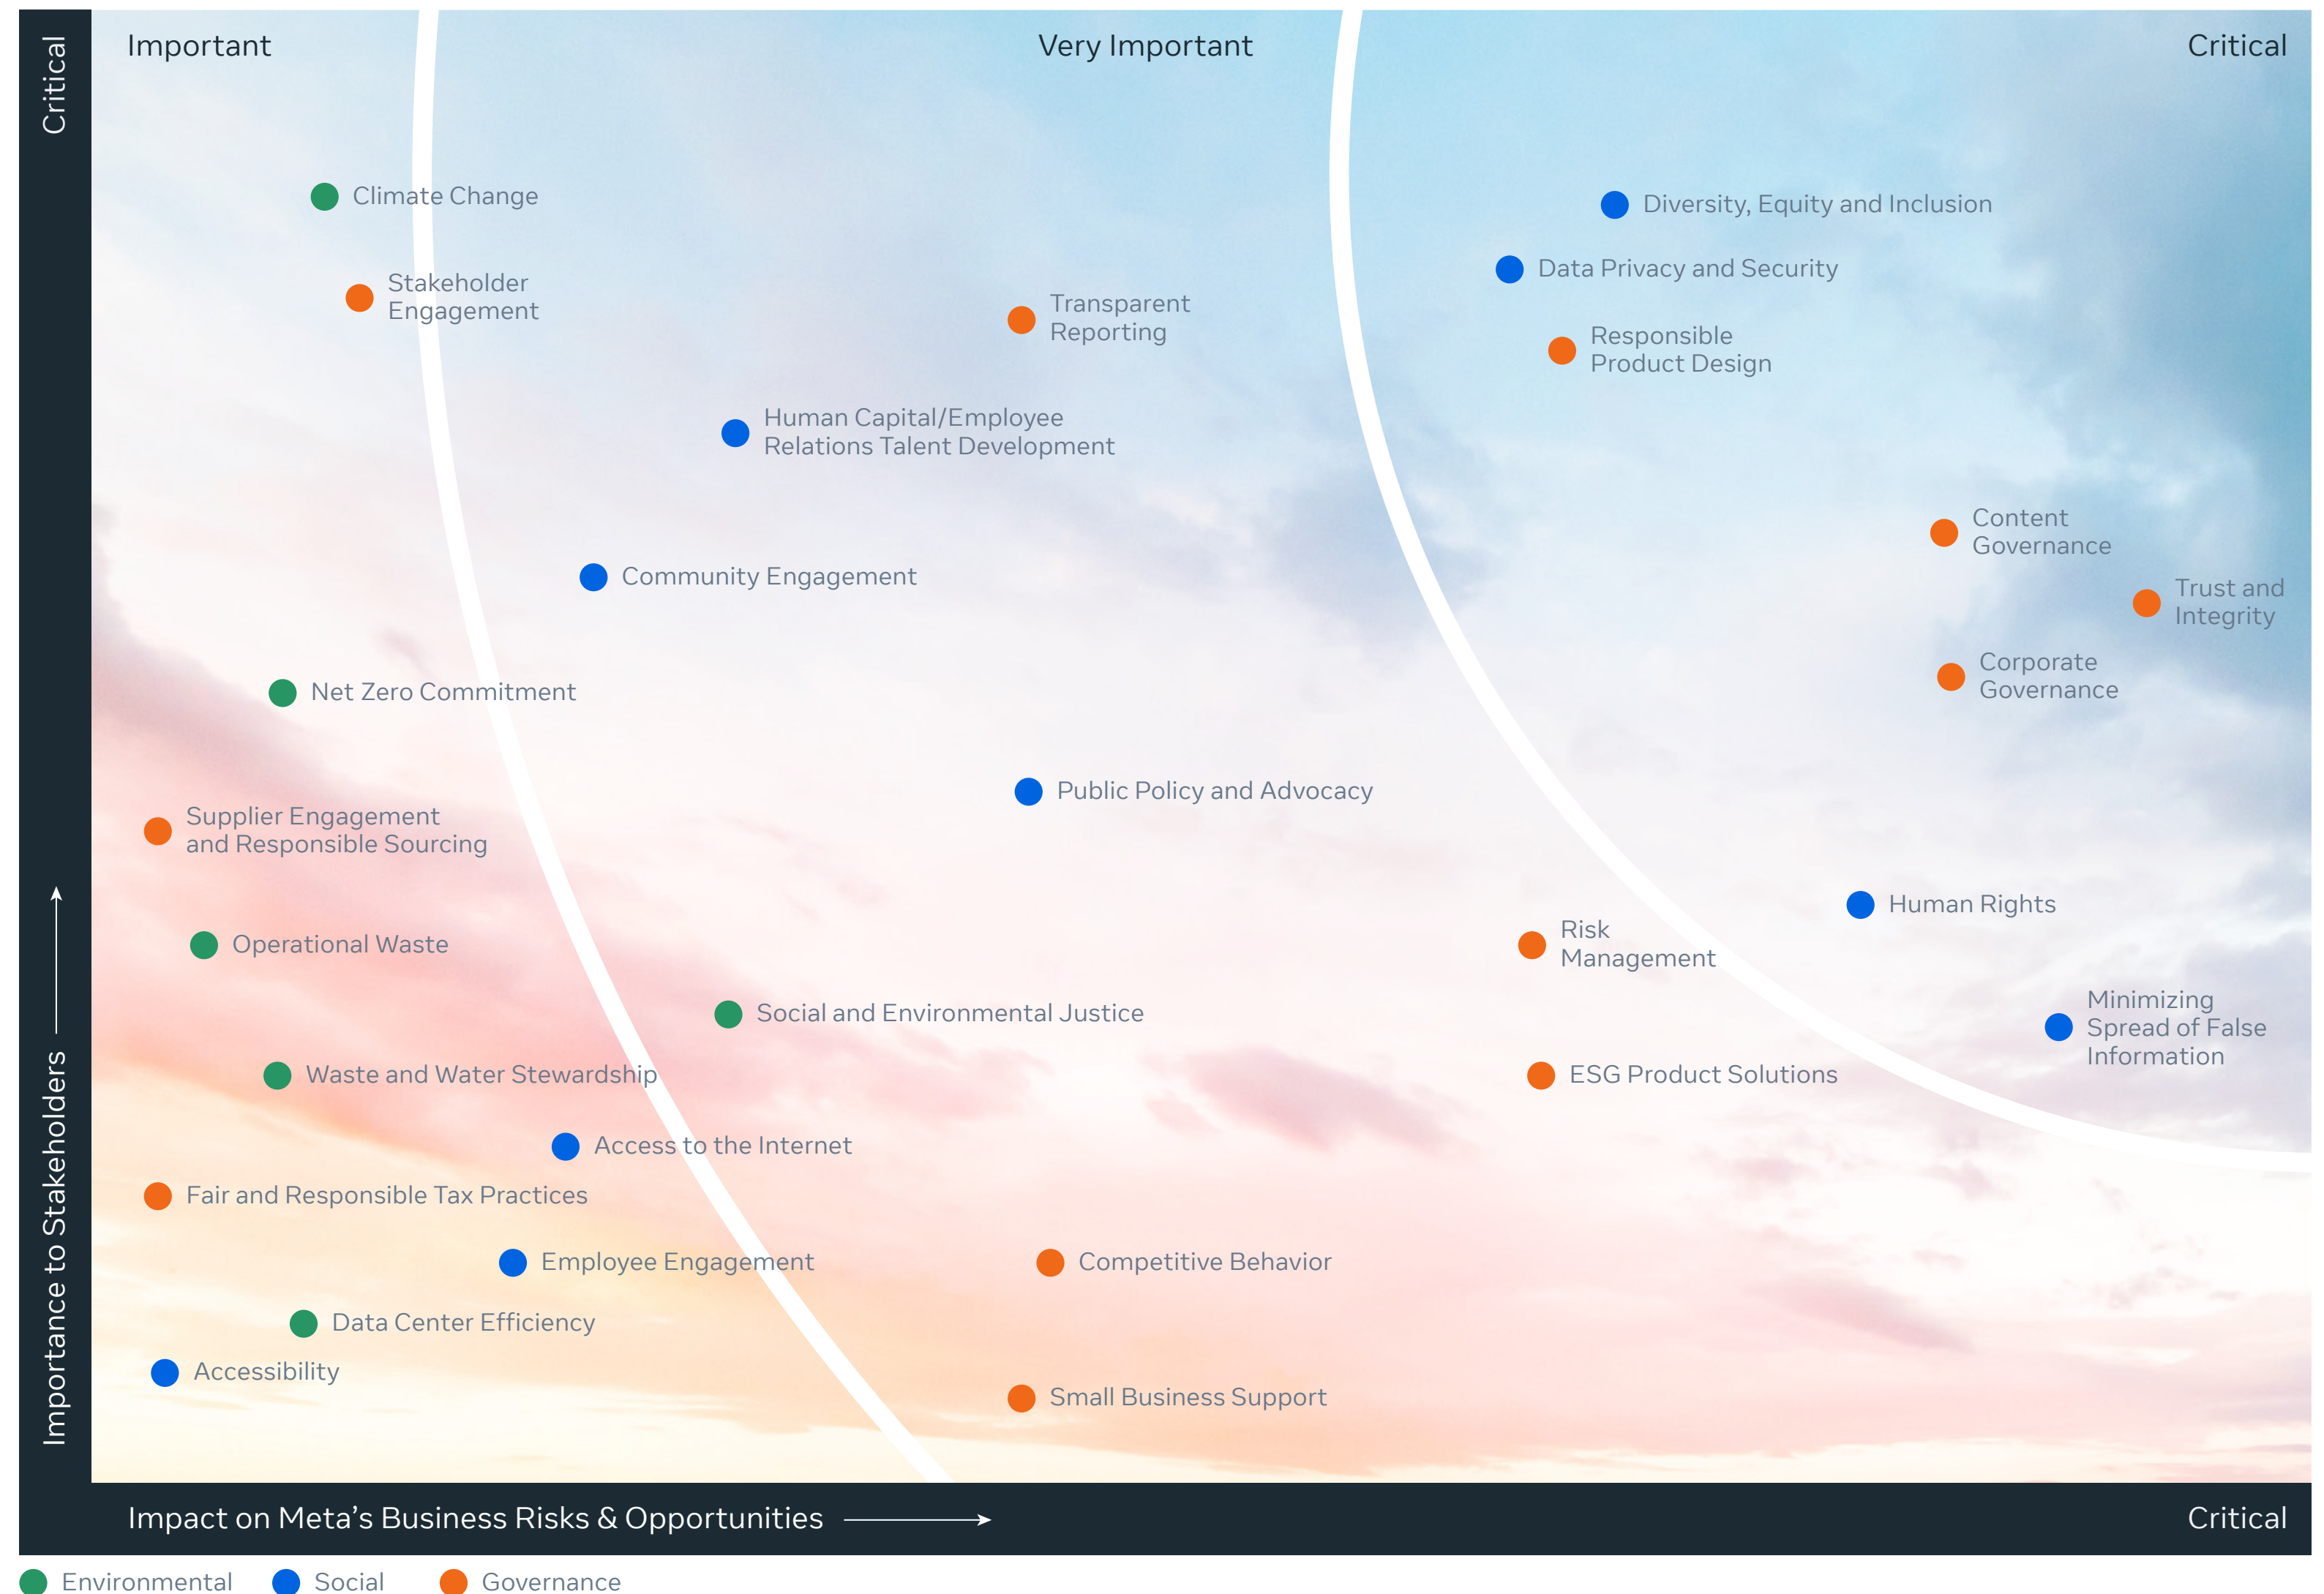 Critical
Importance to Stakeholders
Important
Very Important
Critical
Climate Change
Diversity, Equity and Inclusion
Data Privacy and Security
Stakeholder
Engagement
Transparent
Reporting
Responsible
Product Design
Human Capital/Employee
Relations Talent Development
Content
Governance
Community Engagement
Trust and
Integrity
Corporate
Governance
Net Zero Commitment
Public Policy and Advocacy
Supplier Engagement
and Responsible Sourcing
Human Rights
Operational Waste
Risk
Management
Social and Environmental Justice
Minimizing
Spread of False
Information
Waste and Water Stewardship
ESG Product Solutions
Access to the Internet
Fair and Responsible Tax Practices
Employee Engagement
Competitive Behavior
Data Center Efficiency
Accessibility
Small Business Support
Impact on Meta’s Business Risks & Opportunities
Critical
Environmental
Social
Governance